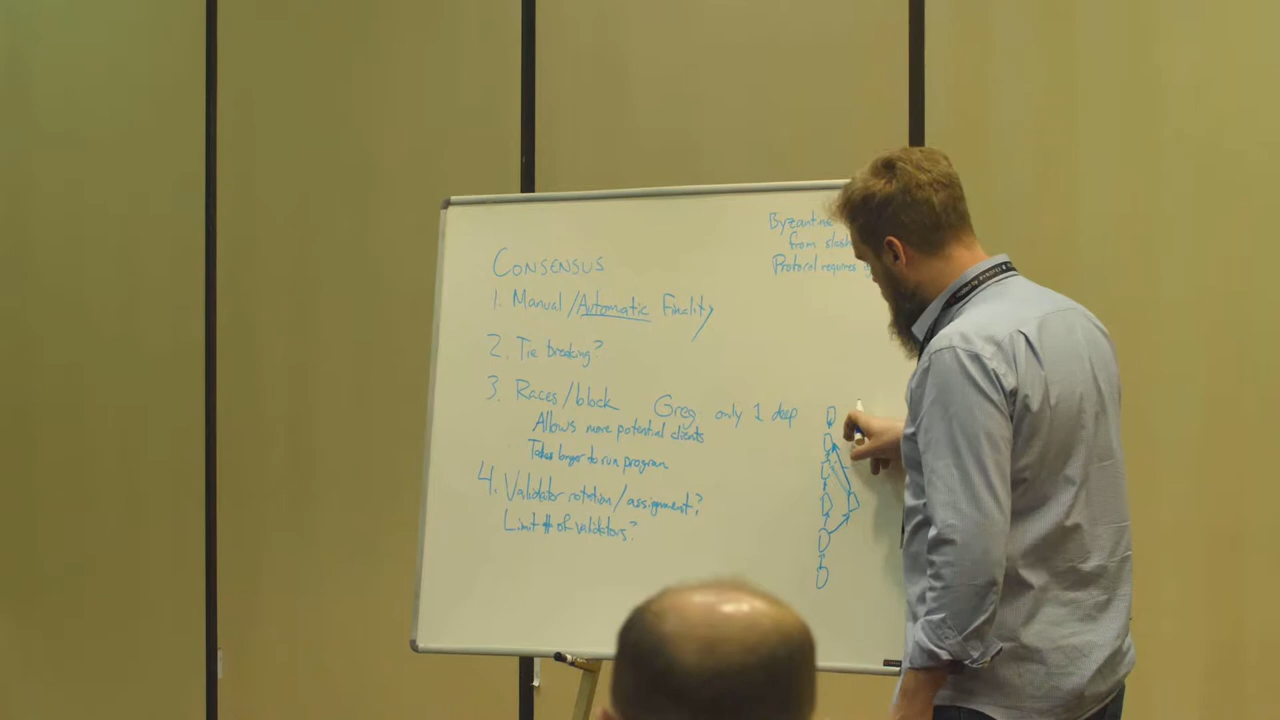 Byzantine
from slash
Protocol requires
CONSENSUS
1. Manual/Automatic Finality
2. Tie breaking?
3. Races/block
Greg: only 1 deep
Allows more potential clients
Takes longer to run program
4. Validator rotation/assignment?
Limit # of validators?